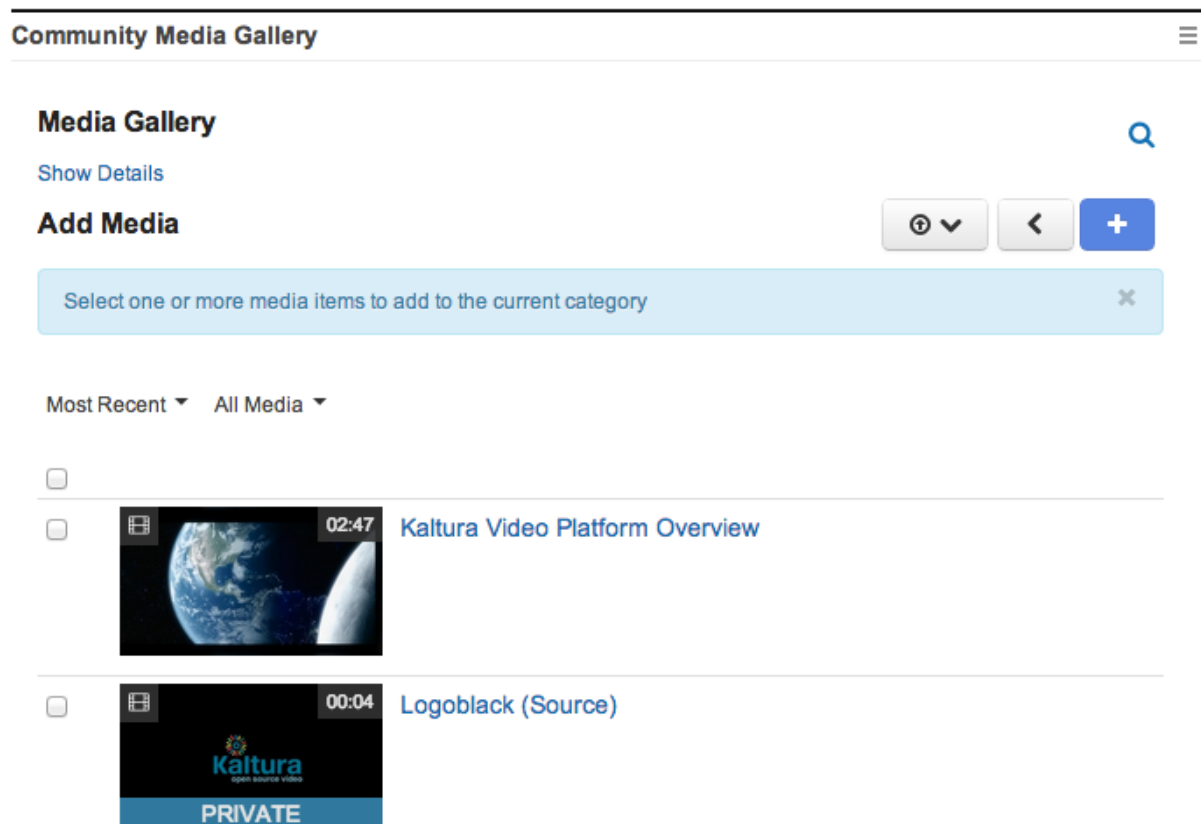 Community Media Gallery
Media Gallery
Show Details
Add Media
Select one or more media items to add to the current category
Most Recent All Media
02:47 Kaltura Video Platform Overview
00:04 Logoblack (Source)
Kaltura
open source video
PRIVATE